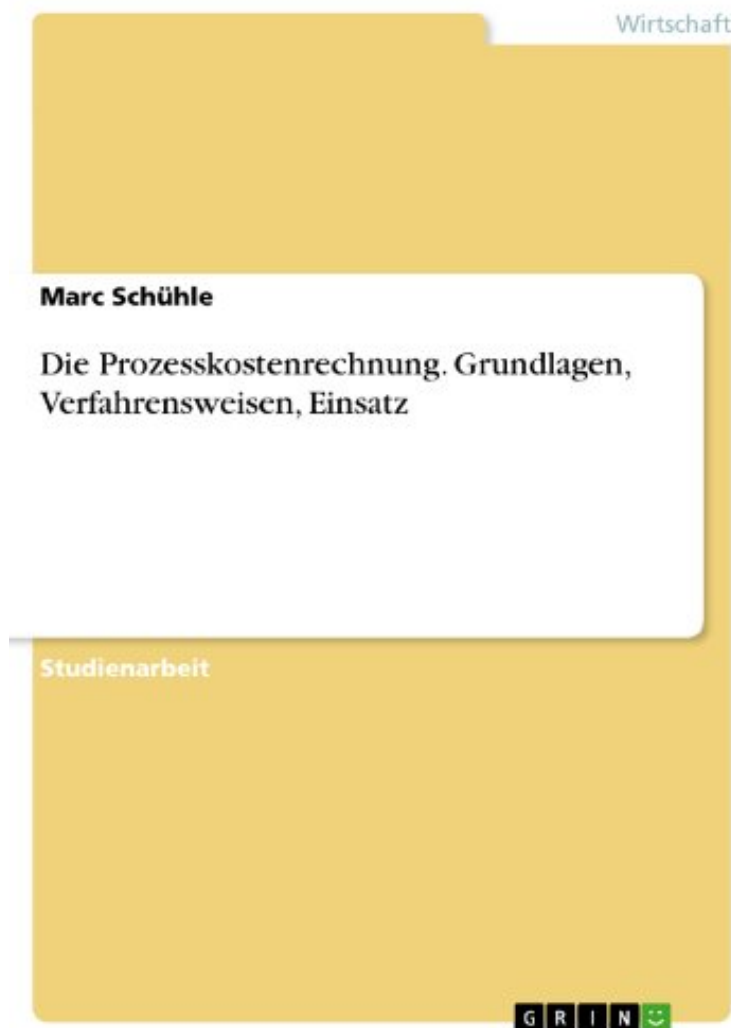 Wirtschaft
Marc Schühle
Die Prozesskostenrechnung. Grundlagen,
Verfahrensweisen, Einsatz
Studienarbeit
GRIN